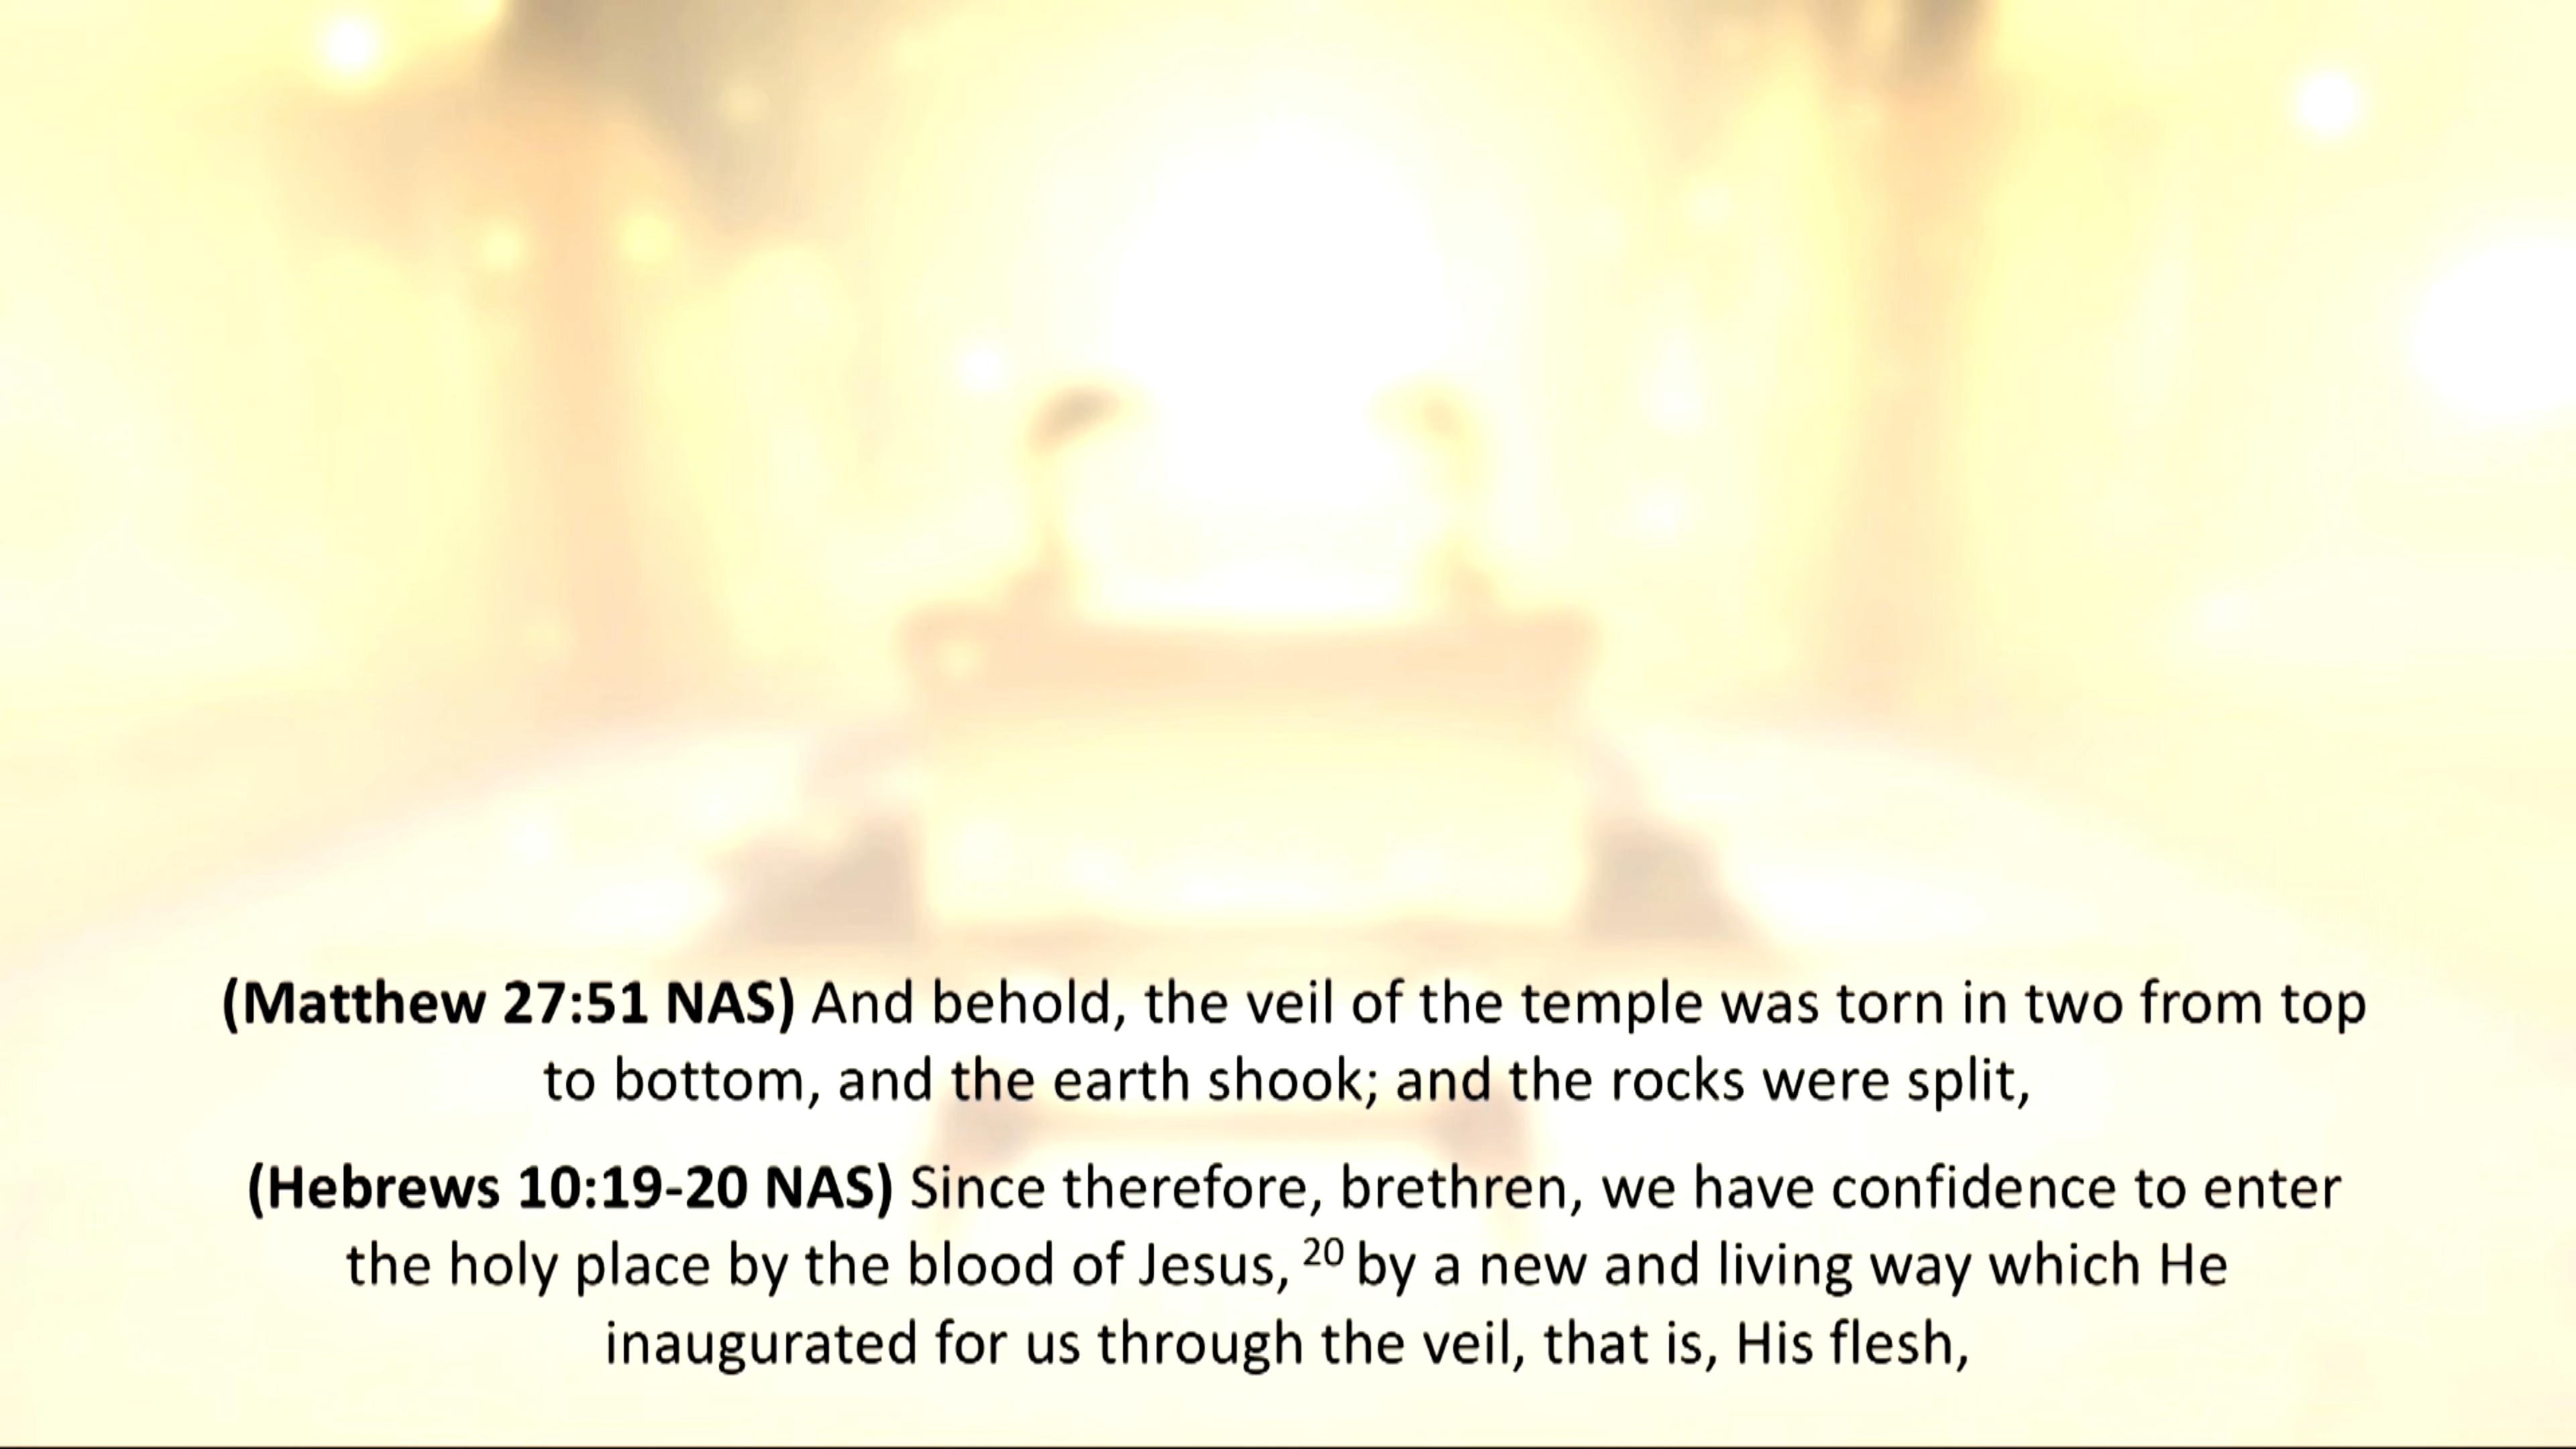 (Matthew 27:51 NAS) And behold, the veil of the temple was torn in two from top
to bottom, and the earth shook; and the rocks were split,
(Hebrews 10:19-20 NAS) Since therefore, brethren, we have confidence to enter
the holy place by the blood of Jesus, 20 by a new and living way which He
inaugurated for us through the veil, that is, His flesh,